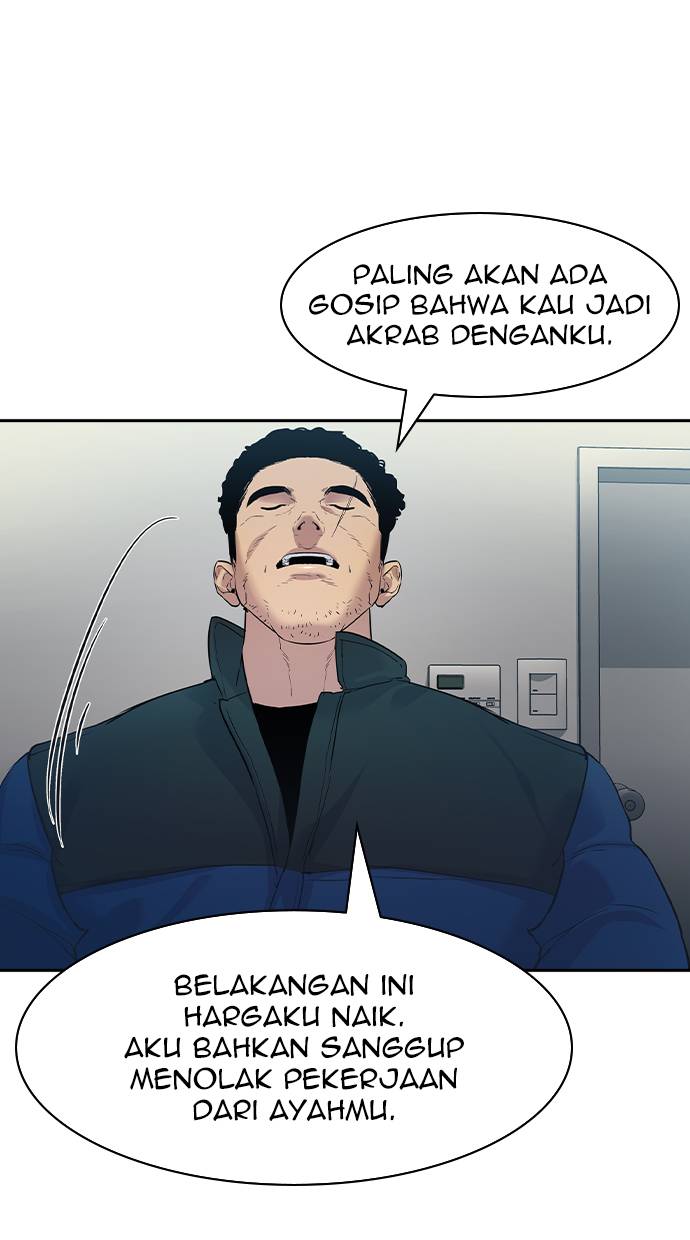 PALING AKAN ADA
GOSIP BAHWA KAU JADI
AKRAB DENGANKU.
BELAKANGAN INI
HARGAKU NAIK.
AKU BAHKAN SANGGUP
MENOLAK PEKERJAAN
DARI AYAHMU.